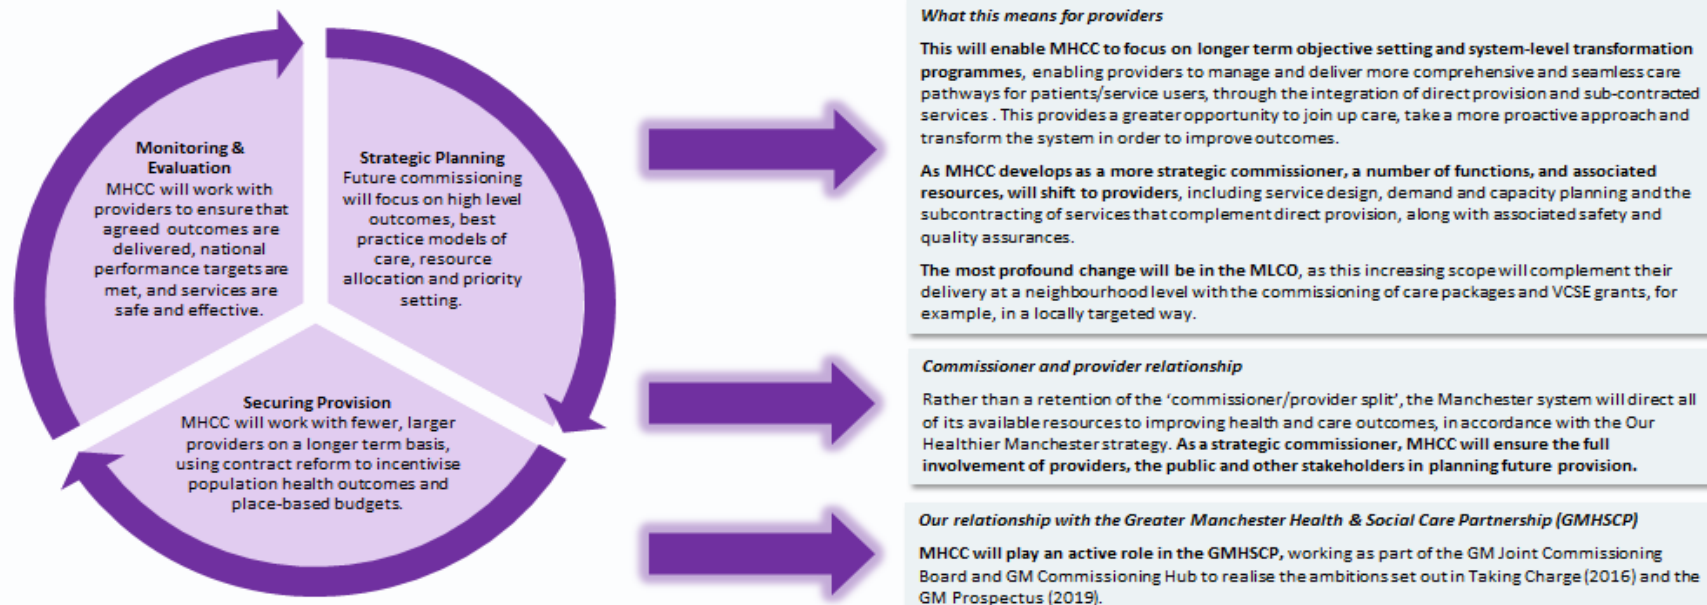 Monitoring &
Evaluation
MHCC will work with
providers to ensure that
agreed outcomes are
delivered, national
performance targets are
met, and services are
safe and effective.
Strategic Planning
Future commissioning
will focus on high level
outcomes, best
practice models of
care, resource
allocation and priority
setting.
Securing Provision
MHCC will work with fewer, larger
providers on a longer term basis,
using contract reform to incentivise
population health outcomes and
place-based budgets.
What this means for providers
This will enable MHCC to focus on longer term objective setting and system-level transformation
programmes, enabling providers to manage and deliver more comprehensive and seamless care
pathways for patients/service users, through the integration of direct provision and sub-contracted
services . This provides a greater opportunity to join up care, take a more proactive approach and
transform the system in order to improve outcomes.
As MHCC develops as a more strategic commissioner, a number of functions, and associated
resources, will shift to providers, including service design, demand and capacity planning and the
subcontracting of services that complement direct provision, along with associated safety and
quality assurances.
The most profound change will be in the MLCO, as this increasing scope will complement their
delivery at a neighbourhood level with the commissioning of care packages and VCSE grants, for
example, in a locally targeted way.
Commissioner and provider relationship
Rather than a retention of the 'commissioner/provider split', the Manchester system will direct all
of its available resources to improving health and care outcomes, in accordance with the Our
Healthier Manchester strategy. As a strategic commissioner, MHCC will ensure the full
involvement of providers, the public and other stakeholders in planning future provision.
Our relationship with the Greater Manchester Health & Social Care Partnership (GMHSCP)
MHCC will play an active role in the GMHSCP, working as part of the GM Joint Commissioning
Board and GM Commissioning Hub to realise the ambitions set out in Taking Charge (2016) and the
GM Prospectus (2019).